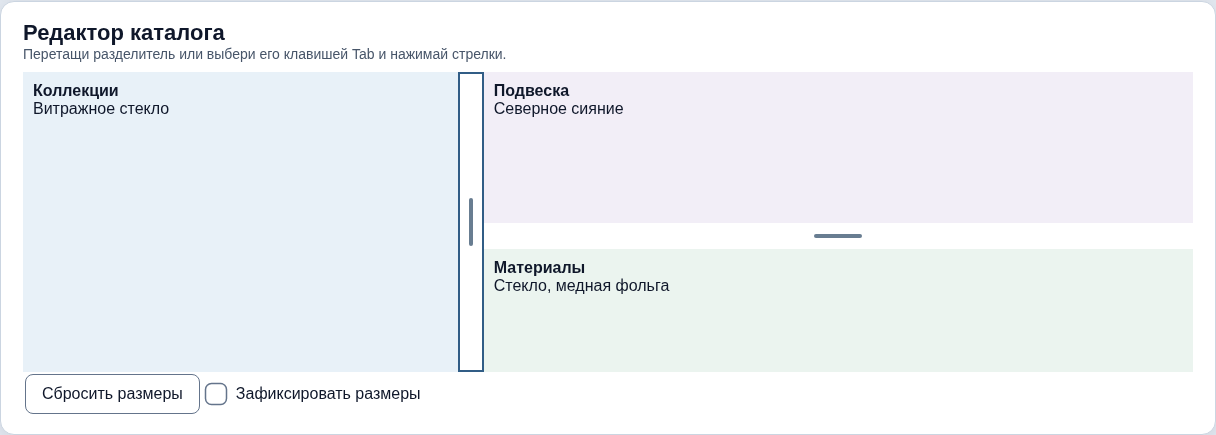 Редактор каталога
Перетащи разделитель или выбери его клавишей Tab и нажимай стрелки.
Коллекции
Витражное стекло
Подвеска
Северное сияние
Материалы
Стекло, медная фольга
Сбросить размеры
Зафиксировать размеры